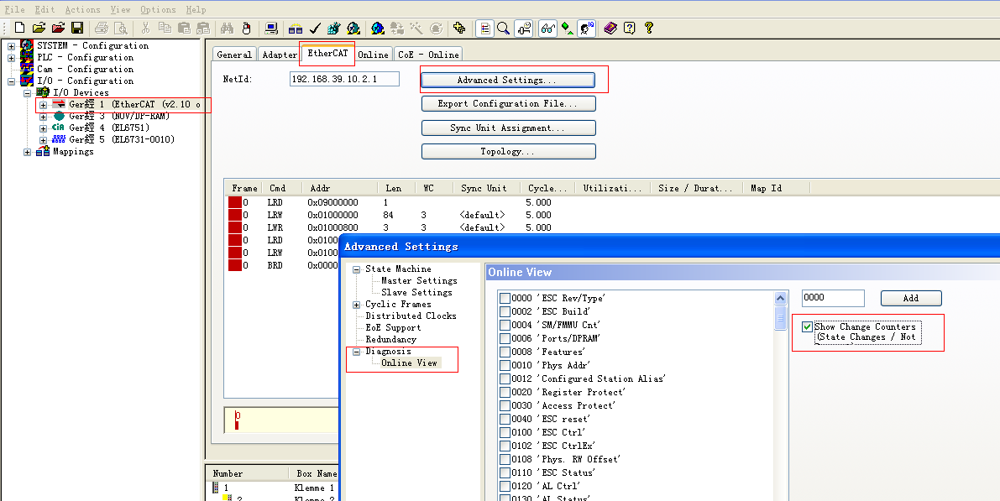 File Edit Actions View Options Help
SYSTEM - Configuration
PLC - Configuration
Cam - Configuration
I/O - Configuration
I/O Devices
Ger鋞 1 (EtherCAT (v2.10 o
Ger鋞 3 (NOV/DP-RAM)
CiA Ger鋞 4 (EL6751)
Ger鋞 5 (EL6731-0010)
Mappings
General Adapter EtherCAT Online CoE - Online
NetId: 192.168.39.10.2.1 Advanced Settings...
Export Configuration File...
Sync Unit Assignment...
Topology...
Frame Cmd Addr Len WC Sync Unit Cycle... Utilizati... Size / Durat... Map Id
0 LRD 0x09000000 1 5.000
0 LRW 0x01000000 84 3 <default> 5.000
0 LWR 0x01000800 3 3 <default> 5.000
0 LRD 0x0100
0 LRW 0x0100
0 BRD 0x0000
0
Number Box Name
1 Klemme 1
2 Klemme 2
Advanced Settings
State Machine
Master Settings
Slave Settings
Cyclic Frames
Distributed Clocks
EoE Support
Redundancy
Diagnosis
Online View
Online View
0000 'ESC Rev/Type'
0002 'ESC Build'
0004 'SM/FMMU Cnt'
0006 'Ports/DPRAM'
0008 'Features'
0010 'Phys Addr'
0012 'Configured Station Alias'
0020 'Register Protect'
0030 'Access Protect'
0040 'ESC reset'
0100 'ESC Ctrl'
0102 'ESC CtrlEx'
0108 'Phys. RW Offset'
0110 'ESC Status'
0120 'AL Ctrl'
0130 'AL Status'
0000 Add
Show Change Counters
(State Changes / Not